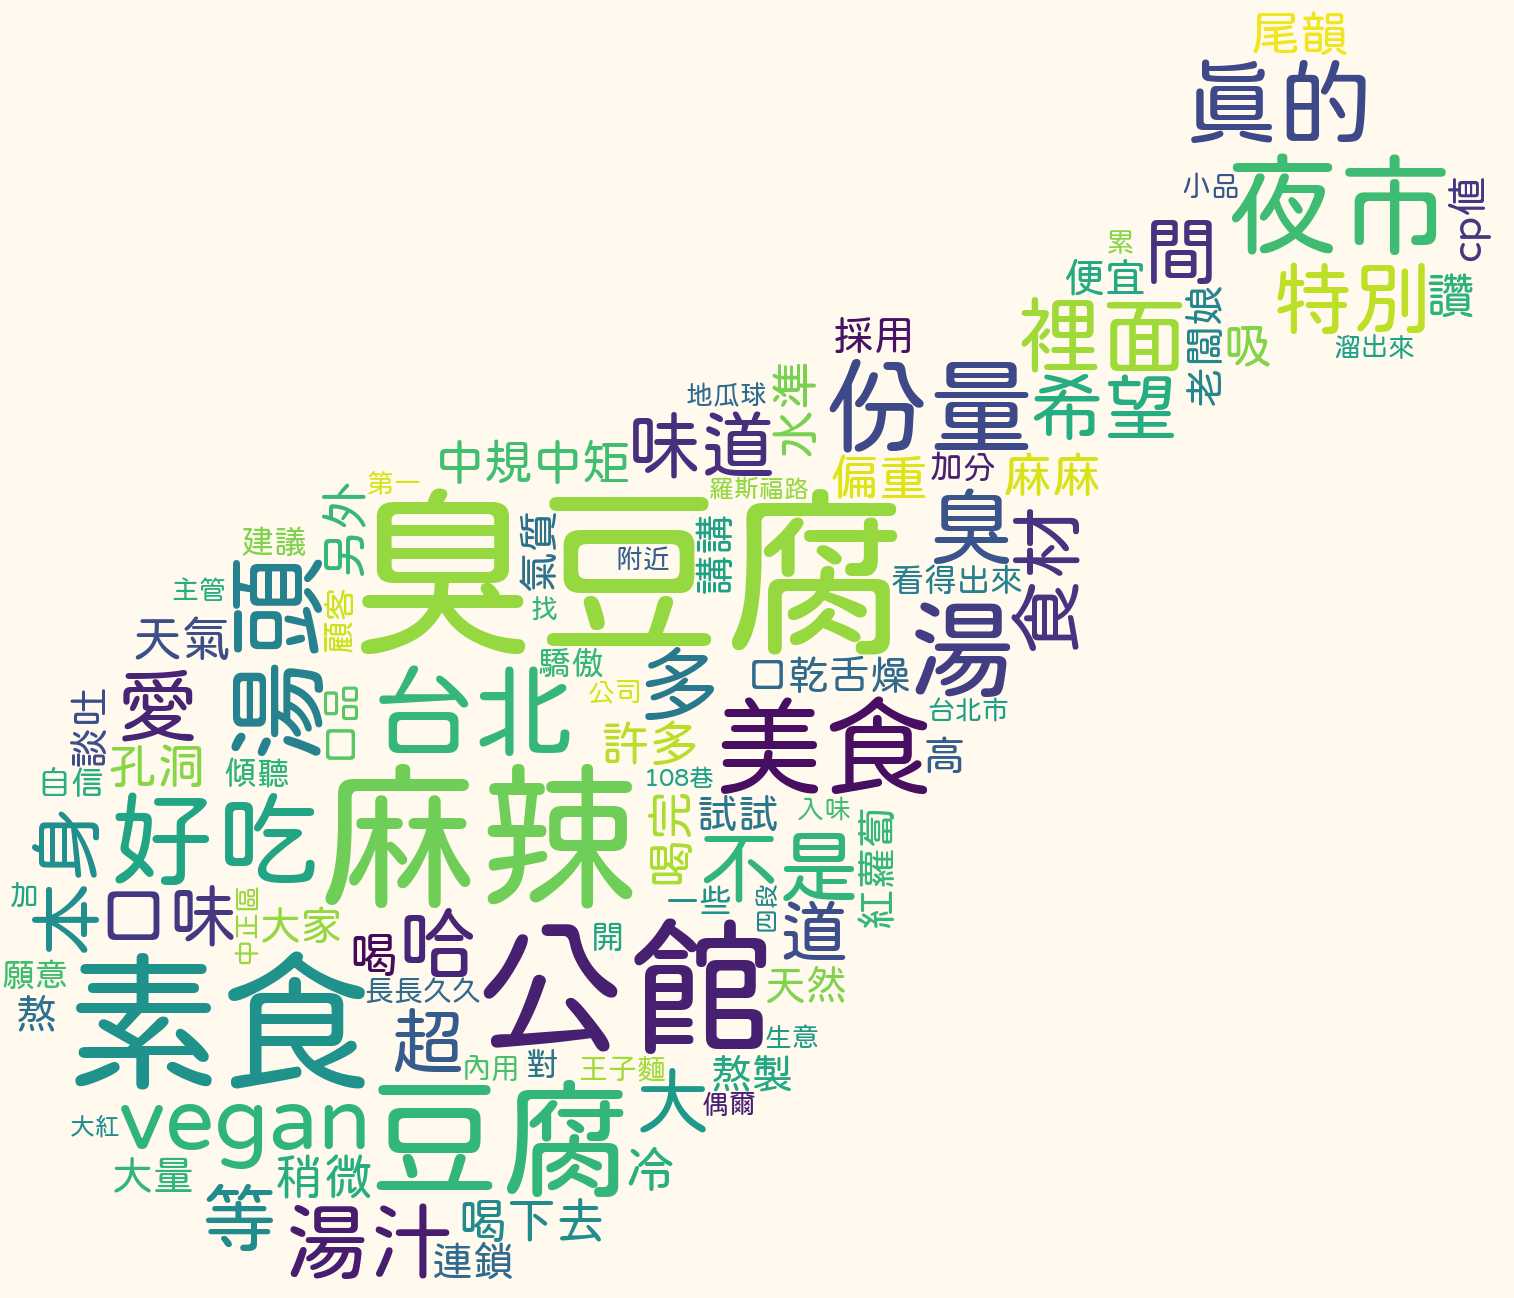 尾韻
真的
小品
夜市
cp值
累
間
便宜
特別
讚
老闆娘
裡面
吸
溜出來
採用
份量
希望
地瓜球
水準
味道
中規中矩
偏重
加分
麻麻
第一
羅斯福路
另外
臭豆腐
氣質
附近
講講
臭
食材
建議
頭
看得出來
主管
顧客
找
湯
天氣
驕傲
多
口乾舌燥
湯
愛
談吐
口品
台北
公司
美食
台北市
許多
高
孔洞
傾聽
自信
108巷
麻辣
喝完
試試
入味
好吃
本身
不是
紅蘿蔔
加
口味
中正區
大家
一些
四段
道
喝
哈
公館
開
願意
素食
長長久久
天然
熬
超
生意
內用
對
王子麵
熬製
大
偶爾
大紅
vegan
豆腐
大量
稍微
冷
等
湯汁
喝下去
連鎖